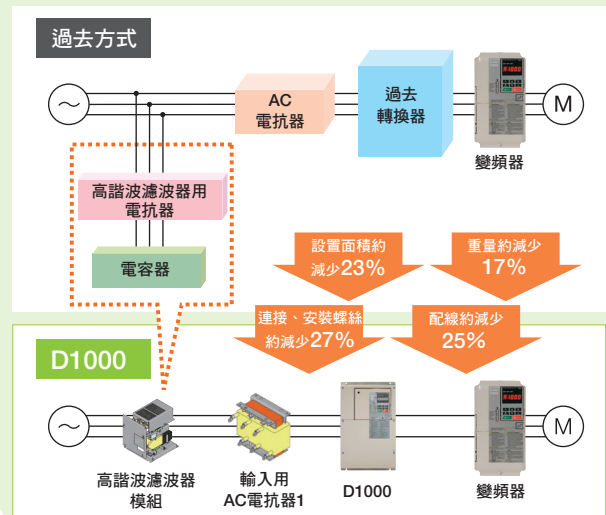 過去方式
AC
電抗器
過去
轉換器
M
變頻器
高諧波濾波器用
電抗器
電容器
設置面積約
減少23%
重量約減少
17%
連接、安裝螺絲
約減少27%
配線約減少
25%
D1000
M
高諧波濾波器
模組
輸入用
AC電抗器1
D1000
變頻器